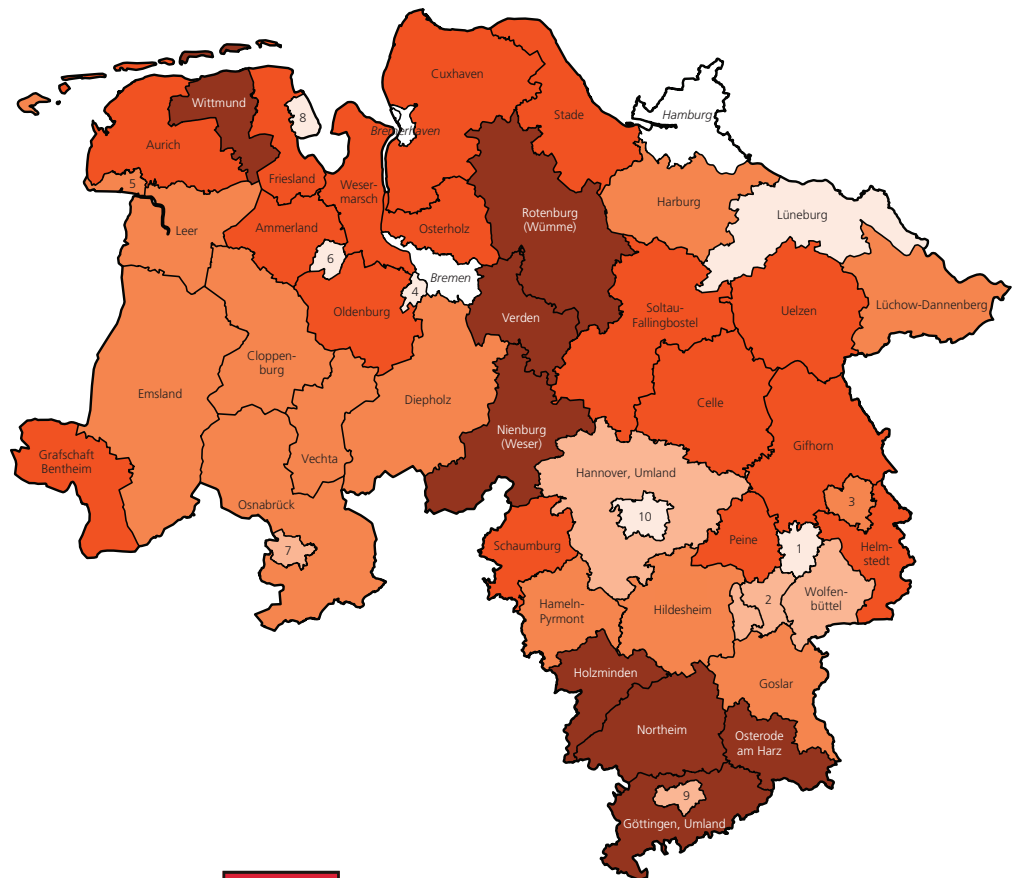 Cuxhaven
Wittmund
Stade
Hamburg
8
Bremerhaven
Aurich
Friesland
5
Weser-
marsch
Harburg
Lüneburg
Rotenburg
(Wümme)
Leer
Ammerland
Osterholz
6
Bremen
4
Oldenburg
Verden
Soltau-
Fallingbostel
Uelzen
Lüchow-Dannenberg
Cloppen-
burg
Emsland
Diepholz
Celle
Nienburg
(Weser)
Gifhorn
Grafschaft
Bentheim
Vechta
Hannover, Umland
Osnabrück
3
10
7
Schaumburg
Peine
1
Helm-
stedt
Hameln-
Pyrmont
Hildesheim
2
Wolfen-
büttel
Holzminden
Goslar
Northeim
Osterode
am Harz
9
Göttingen, Umland